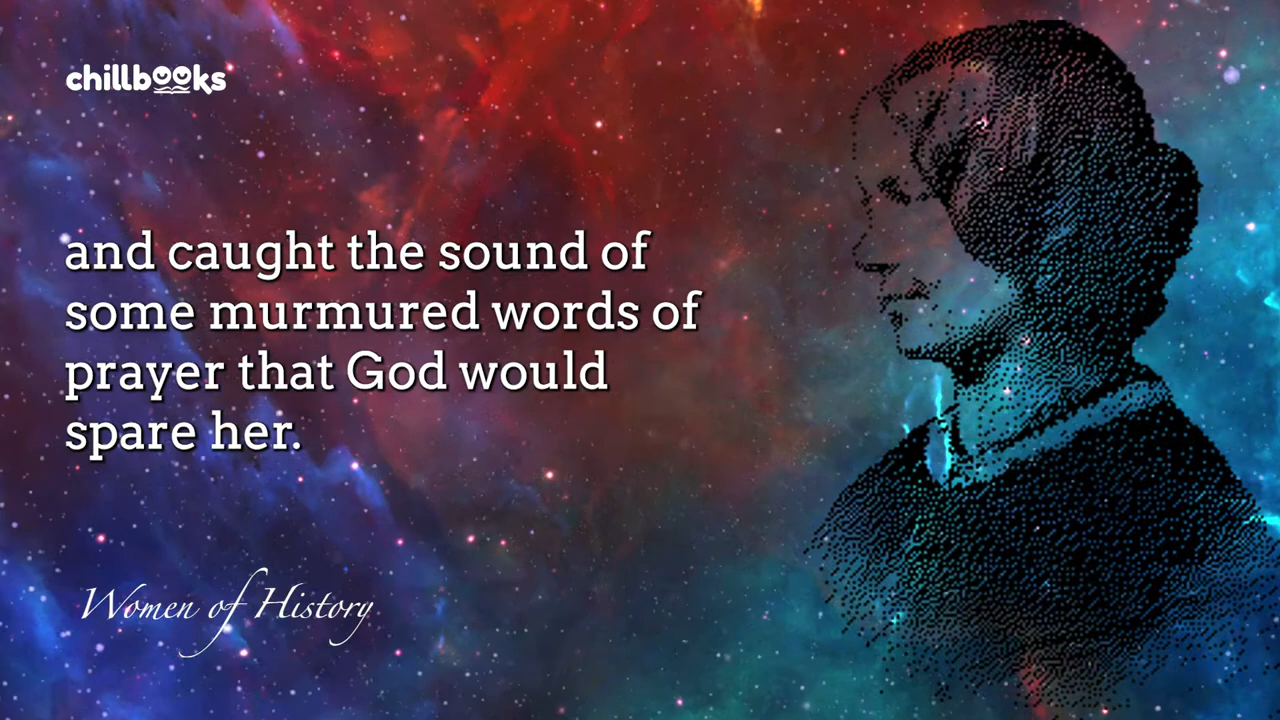 chillbooks
and caught the sound of
some murmured words of
prayer that God would
spare her.
Women of History